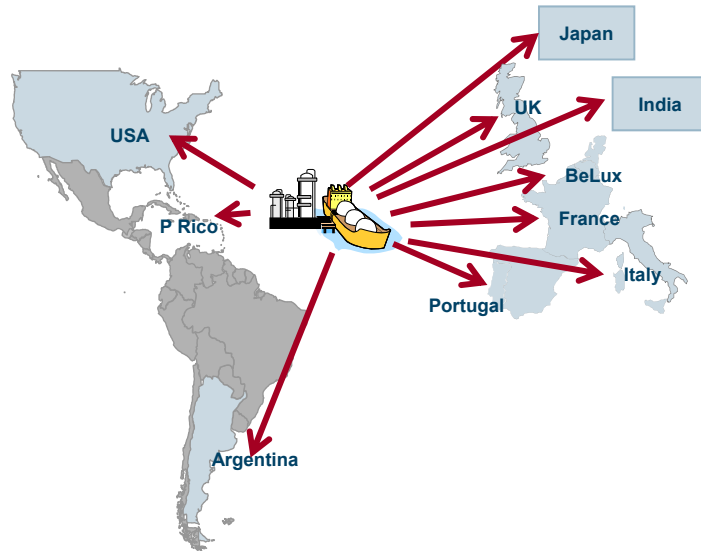 Japan
UK
India
USA
BeLux
P Rico
France
Italy
Portugal
Argentina